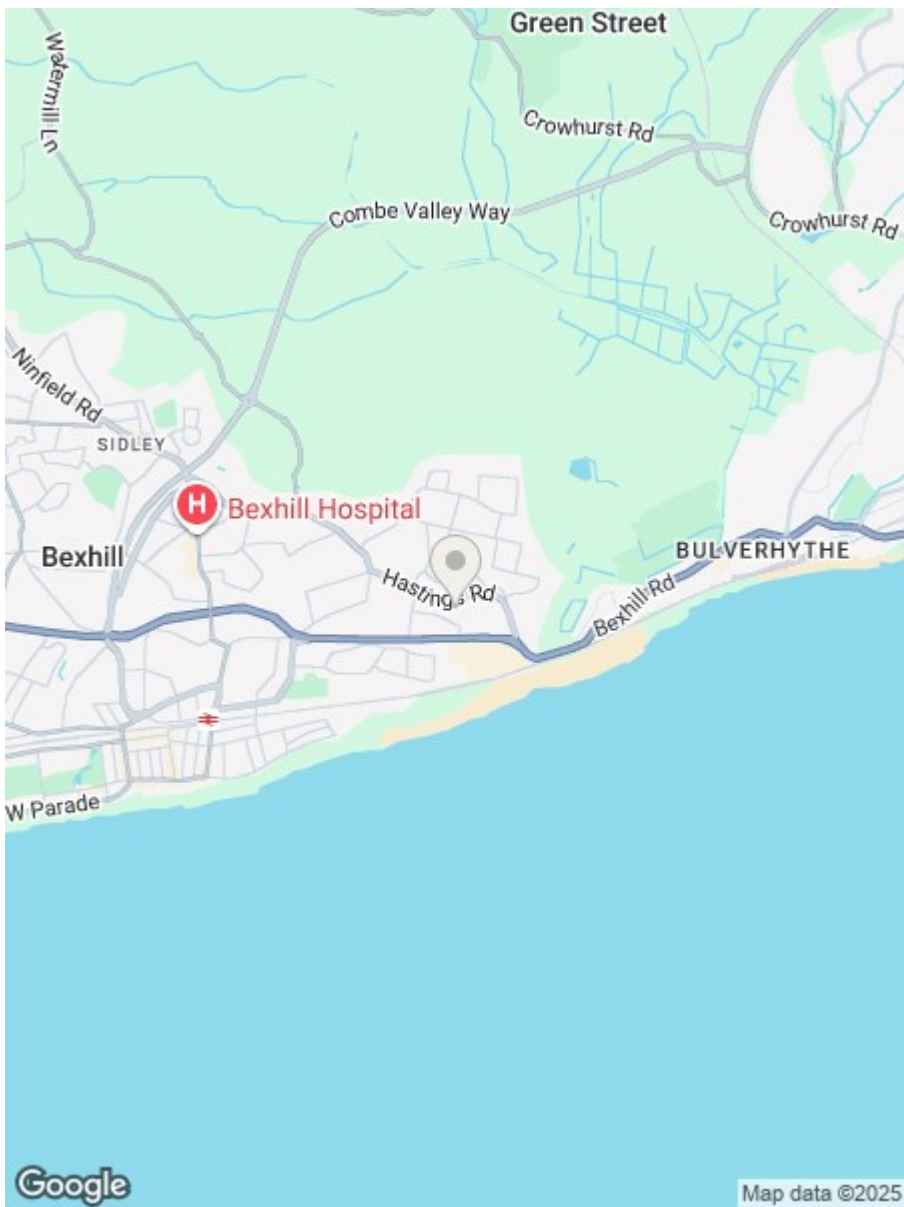 Green Street
Watermill Ln
Crowhurst Rd
Combe Valley Way
Crowhurst Rd
Ninfield Rd
SIDLEY
H
Bexhill Hospital
Bexhill
BULVERHYTHE
Hastings Rd
Bexhill Rd
W Parade
Google
Map data ©2025